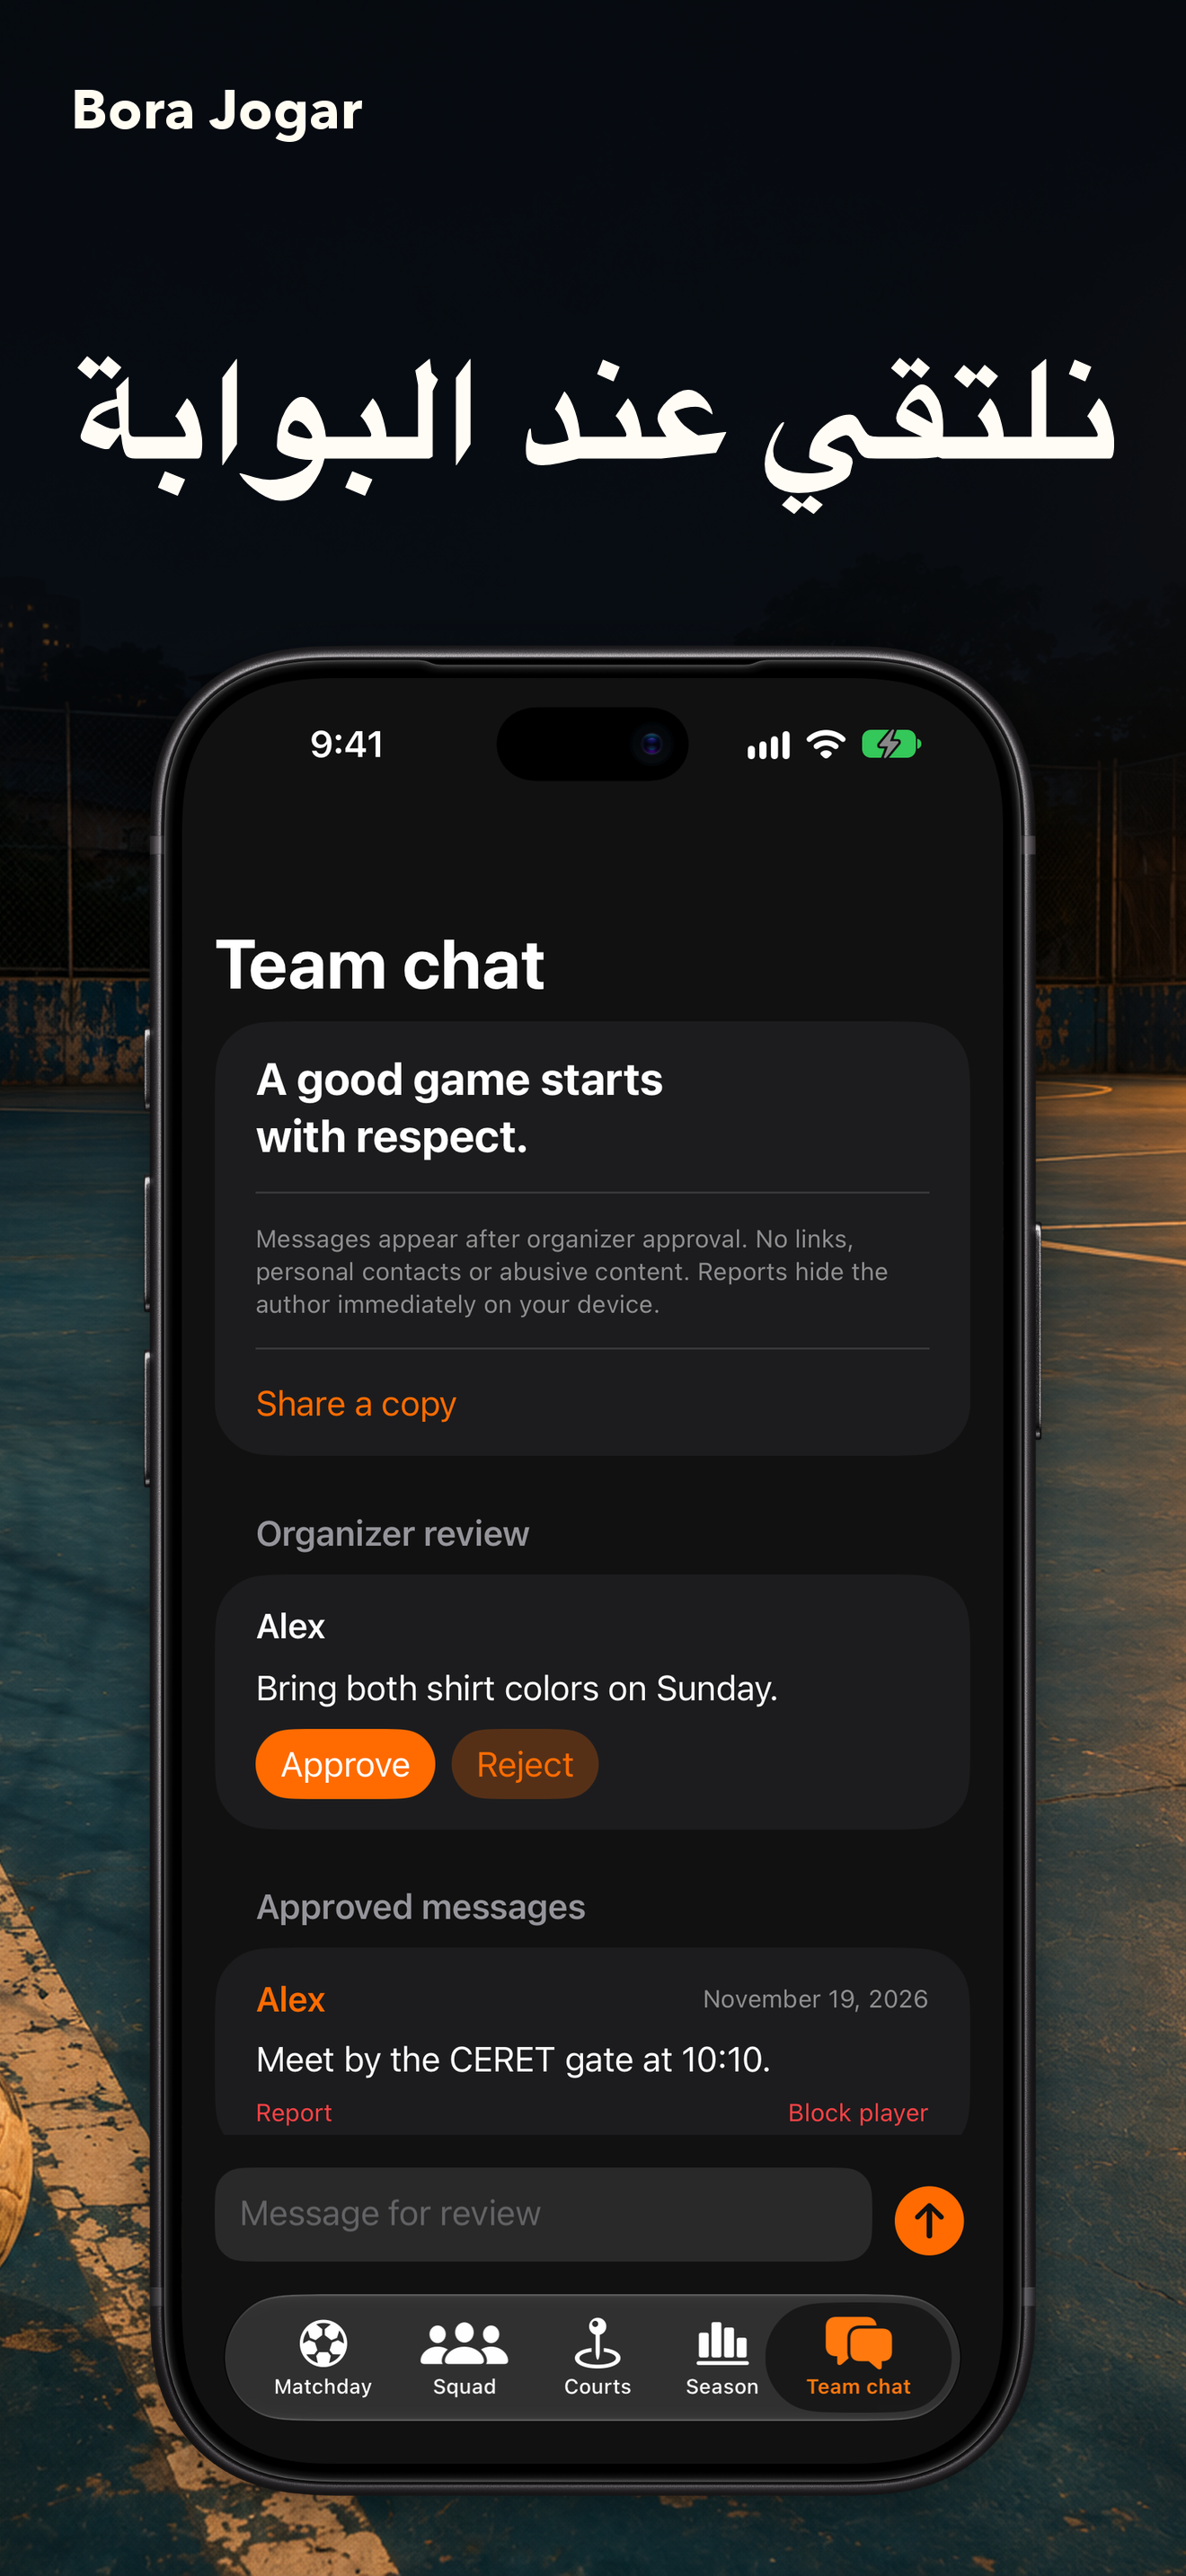 Bora Jogar
نلتقي عند البوابة
9:41
Team chat
A good game starts
with respect.
Messages appear after organizer approval. No links,
personal contacts or abusive content. Reports hide the
author immediately on your device.
Share a copy
Organizer review
Alex
Bring both shirt colors on Sunday.
Approve Reject
Approved messages
Alex November 19, 2026
Meet by the CERET gate at 10:10.
Report Block player
Message for review
Matchday Squad Courts Season Team chat